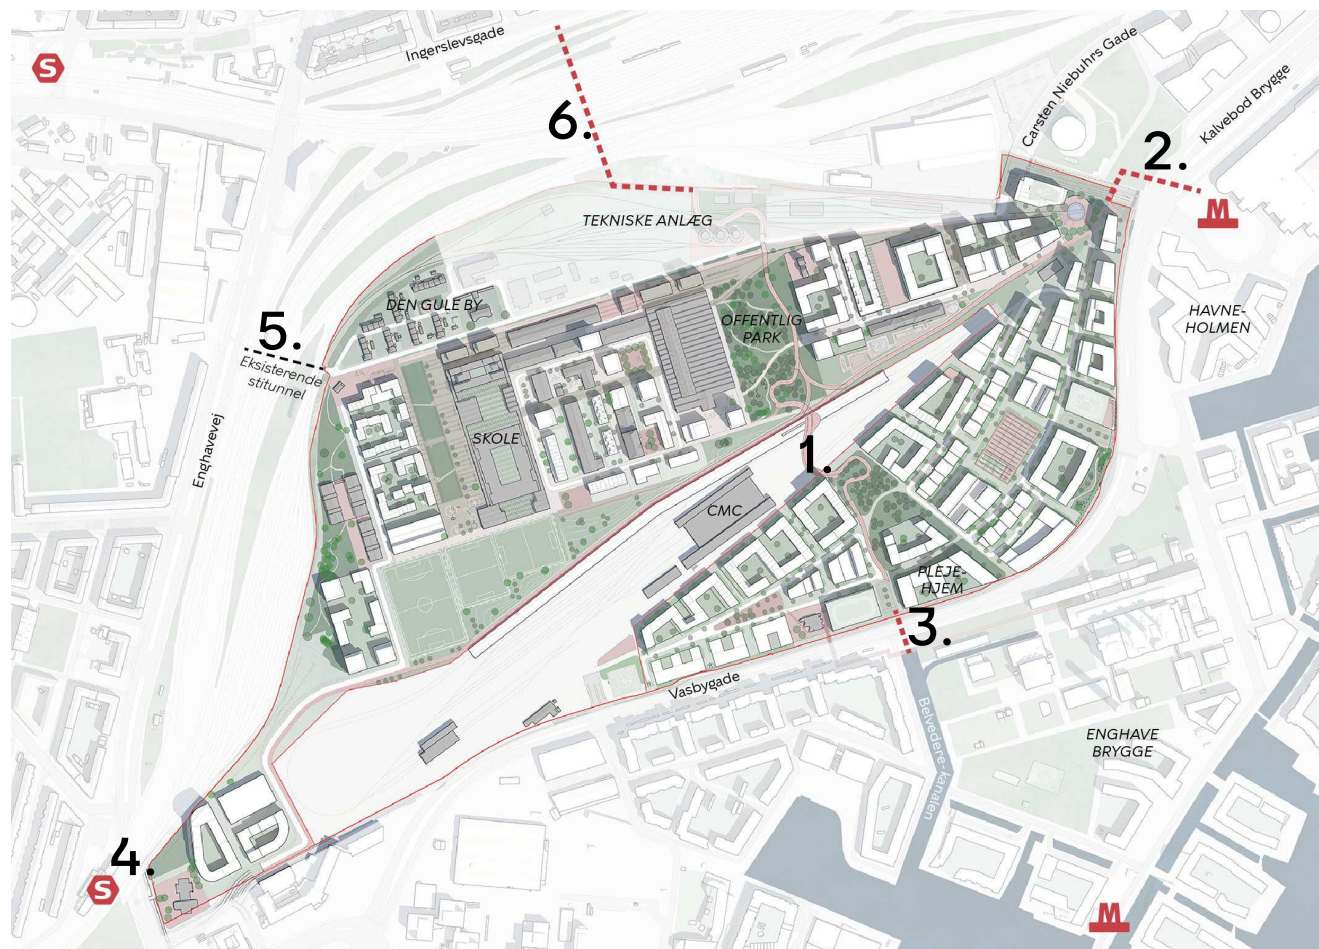 Ingerslevsgade
S
6.
Carsten Niebuhrs Gade
Kalvebod Brygge
2.
M
TEKNISKE ANLÆG
DEN GULE BY
OFFENTLIG
PARK
HAVNE-
HOLMEN
5.
Eksisterende
stitunnel
Enghavevej
SKOLE
1.
CMC
PLEJE-
HJEM
3.
Vasbygade
Belvedere-kanalen
ENGHAVE
BRYGGE
4.
S
M